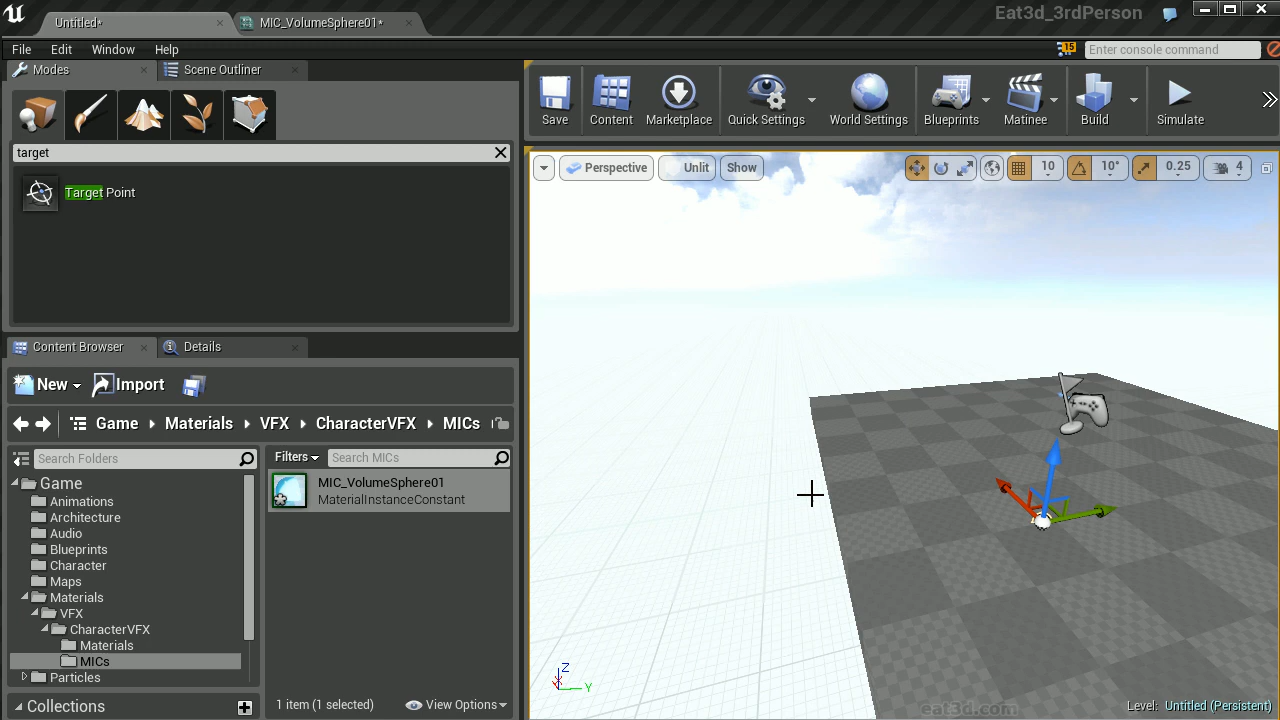 Untitled*
MIC_VolumeSphere01*
Eat3d_3rdPerson
File Edit Window Help
15
Enter console command
Modes
Scene Outliner
Save
Content
Marketplace
Quick Settings
World Settings
Blueprints
Matinee
Build
Simulate
target
Target Point
Perspective
Unlit
Show
10
10°
0.25
4
Content Browser
Details
New
Import
Game Materials VFX CharacterVFX MICs
Search Folders
Filters
Search MICs
Game
Animations
Architecture
Audio
Blueprints
Character
Maps
Materials
VFX
CharacterVFX
Materials
MICs
Particles
MIC_VolumeSphere01
MaterialInstanceConstant
Collections
1 item (1 selected)
View Options
Z
X
Y
eat3d.com
Level: Untitled (Persistent)